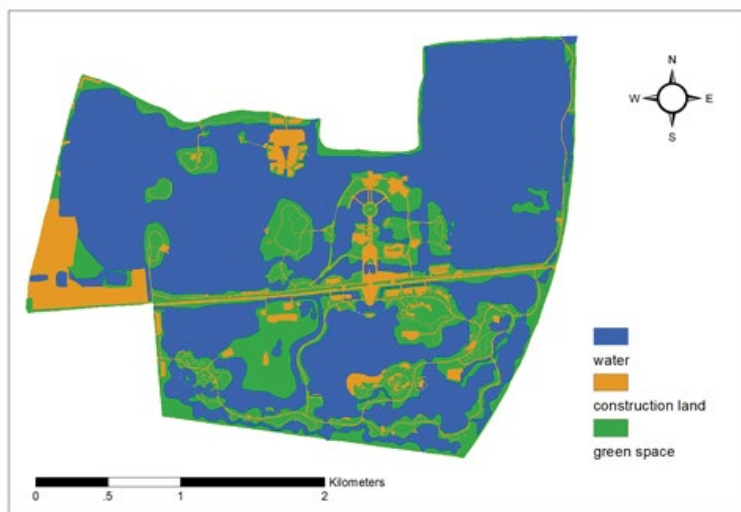 N
W E
S
water
construction land
green space
Kilometers
0 .5 1 2